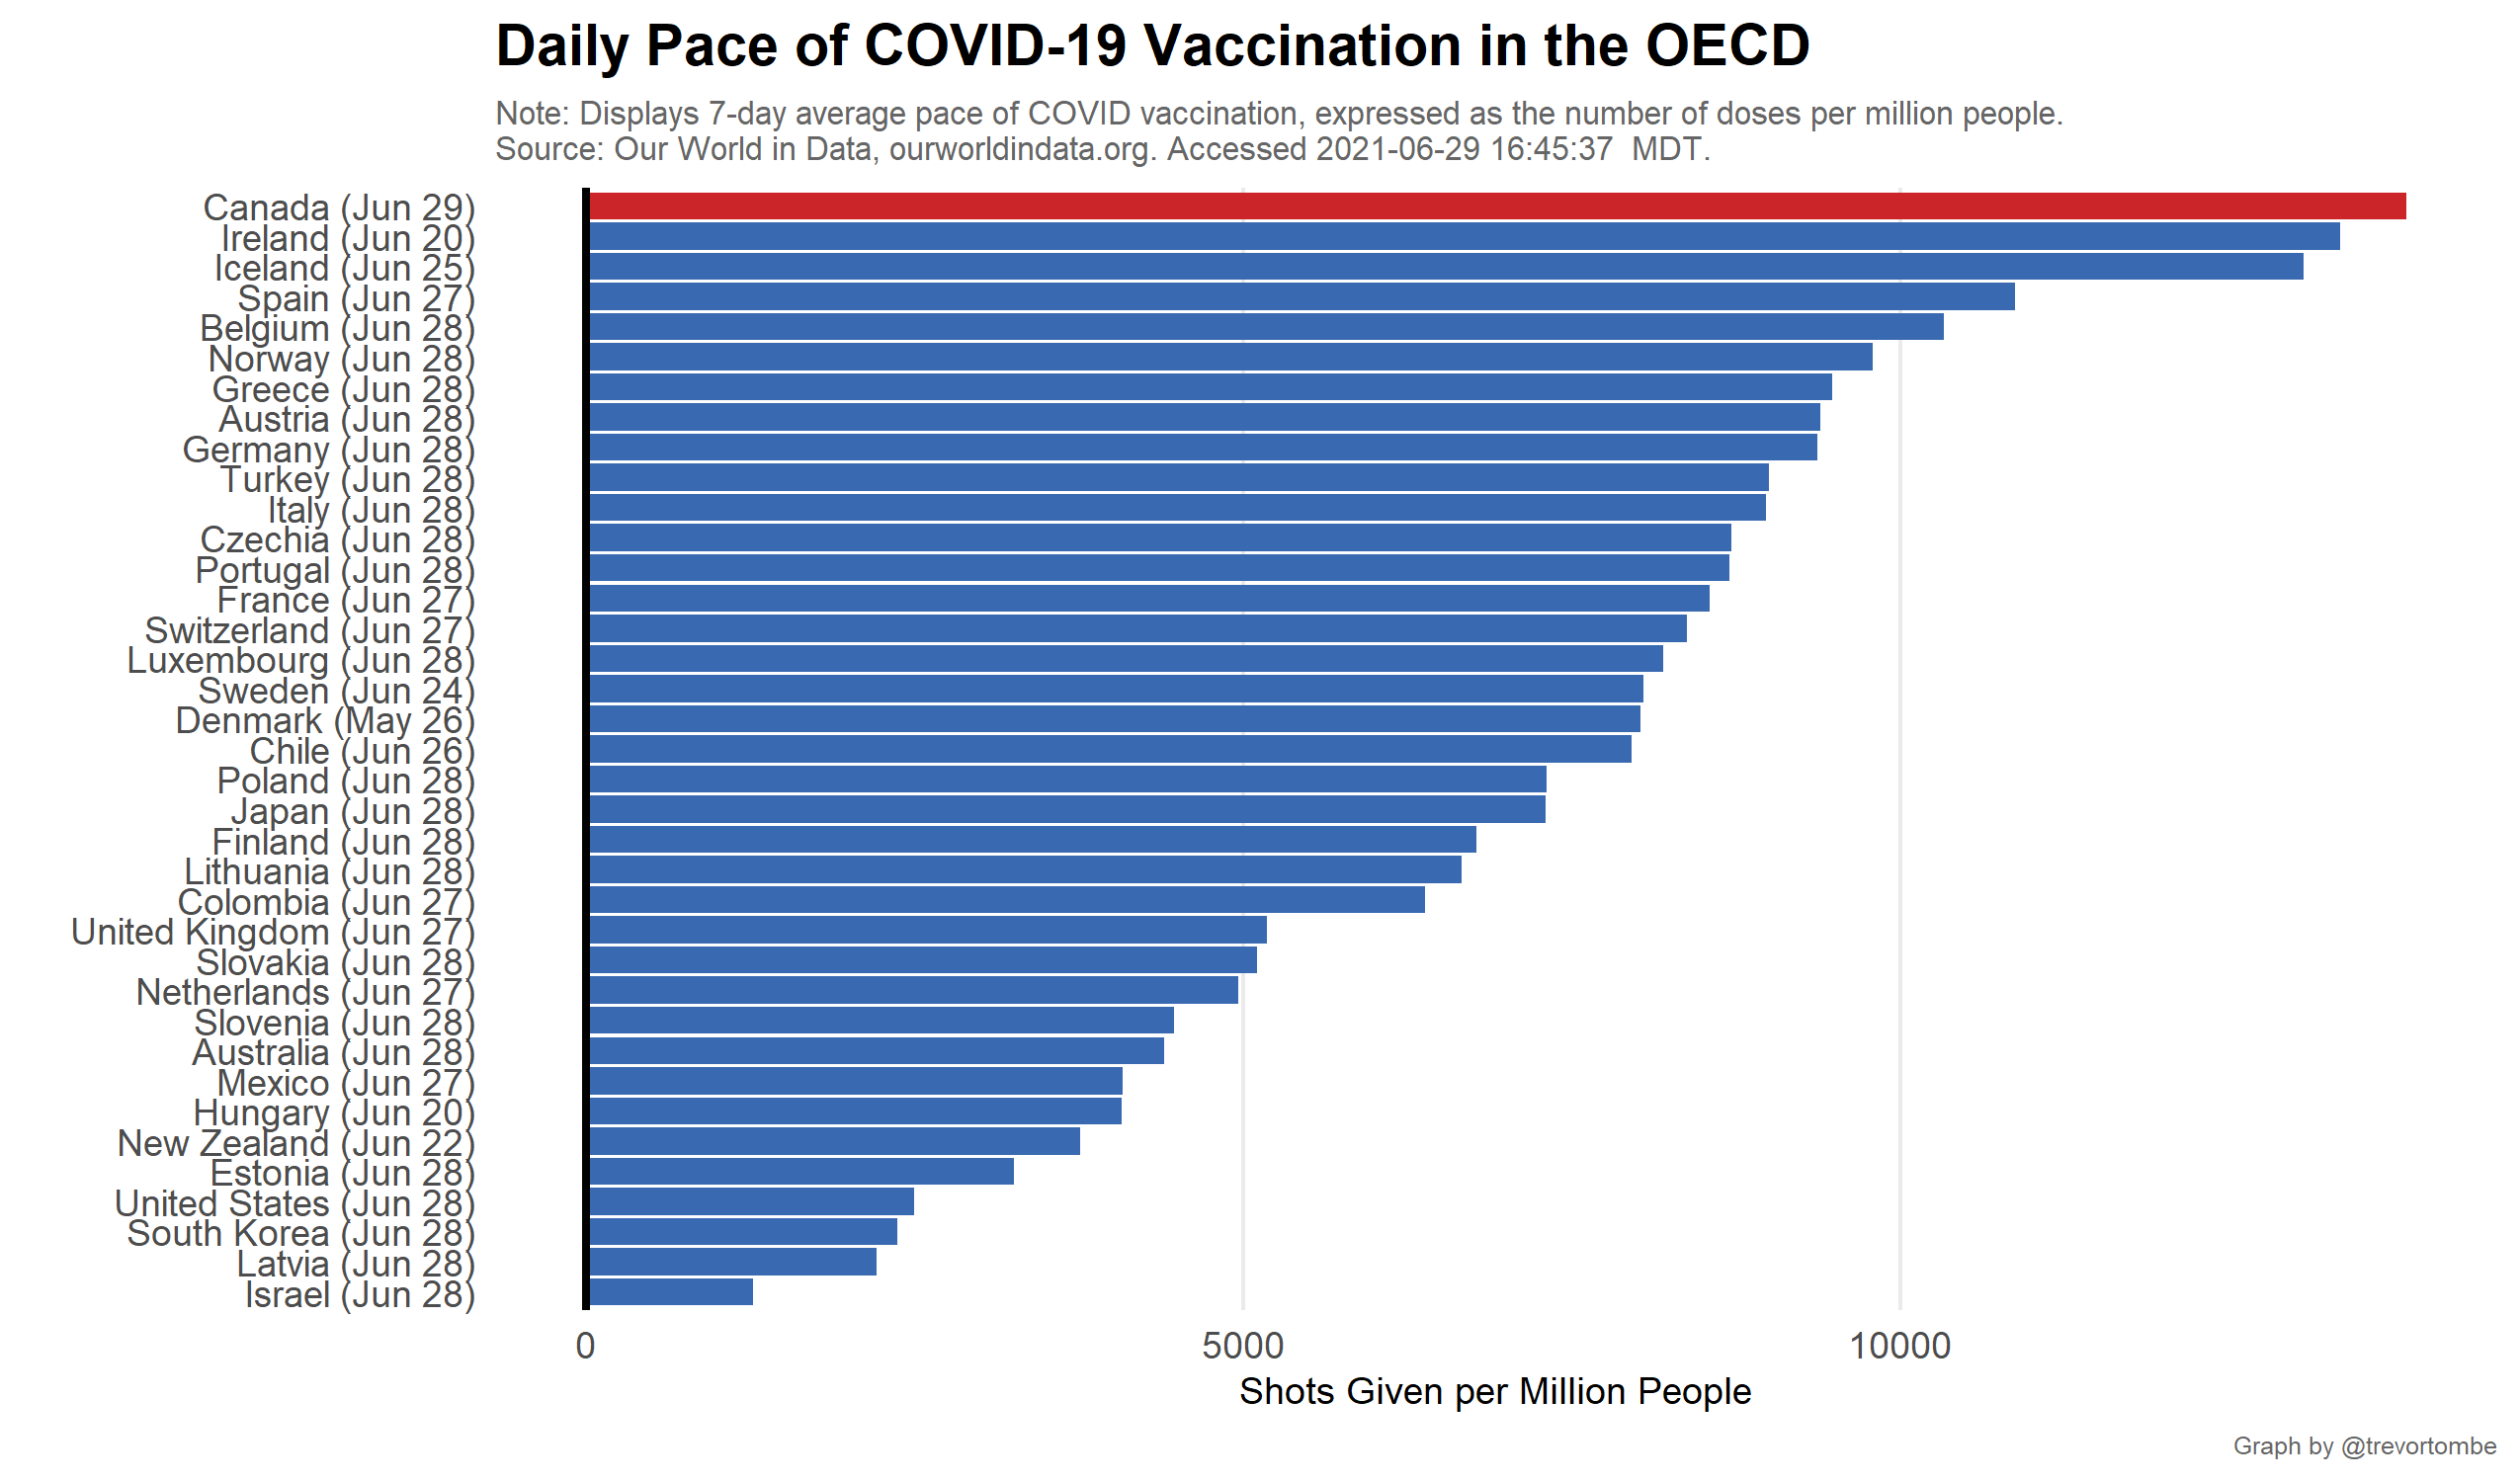 Daily Pace of COVID-19 Vaccination in the OECD
Note: Displays 7-day average pace of COVID vaccination, expressed as the number of doses per million people.
Source: Our World in Data, ourworldindata.org. Accessed 2021-06-29 16:45:37  MDT.
Canada (Jun 29)
Ireland (Jun 20)
Iceland (Jun 25)
Spain (Jun 27)
Belgium (Jun 28)
Norway (Jun 28)
Greece (Jun 28)
Austria (Jun 28)
Germany (Jun 28)
Turkey (Jun 28)
Italy (Jun 28)
Czechia (Jun 28)
Portugal (Jun 28)
France (Jun 27)
Switzerland (Jun 27)
Luxembourg (Jun 28)
Sweden (Jun 24)
Denmark (May 26)
Chile (Jun 26)
Poland (Jun 28)
Japan (Jun 28)
Finland (Jun 28)
Lithuania (Jun 28)
Colombia (Jun 27)
United Kingdom (Jun 27)
Slovakia (Jun 28)
Netherlands (Jun 27)
Slovenia (Jun 28)
Australia (Jun 28)
Mexico (Jun 27)
Hungary (Jun 20)
New Zealand (Jun 22)
Estonia (Jun 28)
United States (Jun 28)
South Korea (Jun 28)
Latvia (Jun 28)
Israel (Jun 28)
0 5000 10000
Shots Given per Million People
Graph by @trevortombe